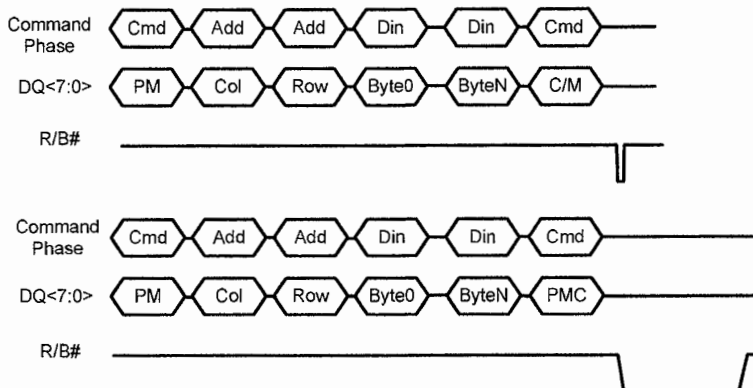 Command Phase Cmd Add Add Din Din Cmd
DQ<7:0> PM Col Row Byte0 ByteN C/M
R/B#
Command Phase Cmd Add Add Din Din Cmd
DQ<7:0> PM Col Row Byte0 ByteN PMC
R/B#